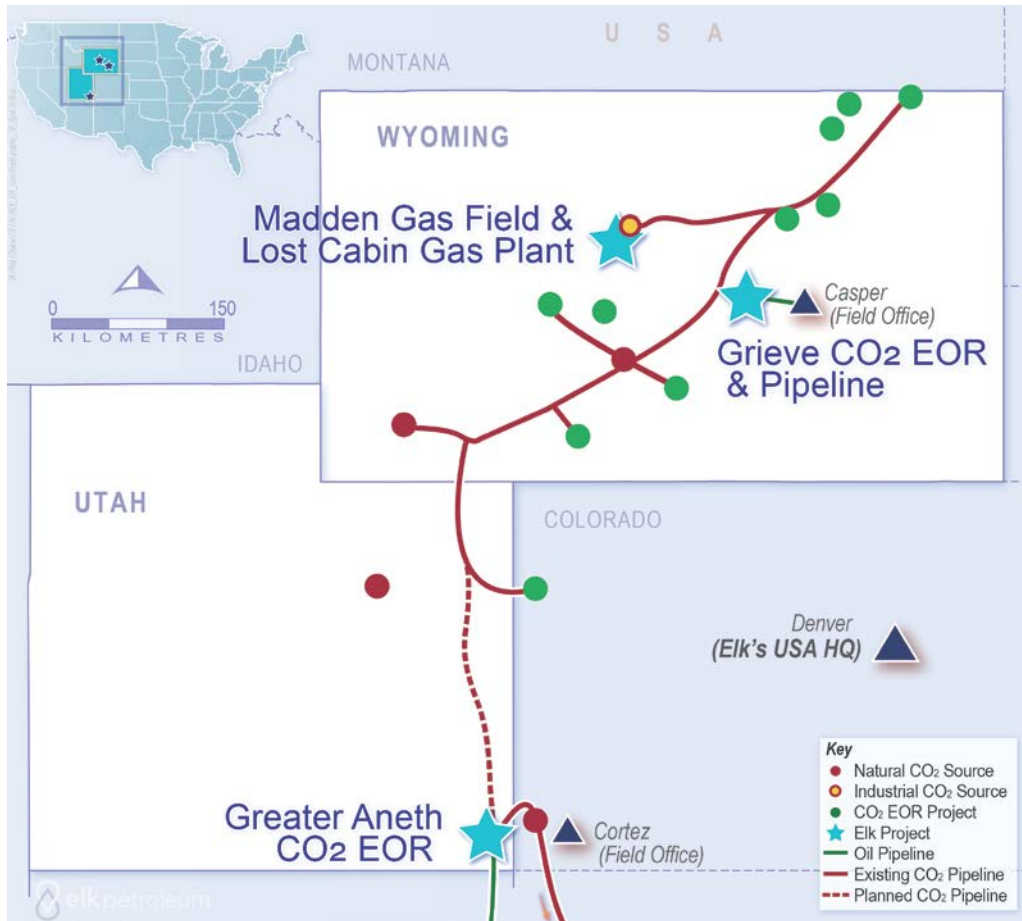 U S A
MONTANA
WYOMING
Madden Gas Field &
Lost Cabin Gas Plant
0 150
KILOMETRES
Casper
(Field Office)
IDAHO
Grieve CO2 EOR
& Pipeline
UTAH
COLORADO
Denver
(Elk's USA HQ)
Greater Aneth
CO2 EOR
Cortez
(Field Office)
Key
Natural CO2 Source
Industrial CO2 Source
CO2 EOR Project
Elk Project
Oil Pipeline
Existing CO2 Pipeline
Planned CO2 Pipeline
elkpetroleum